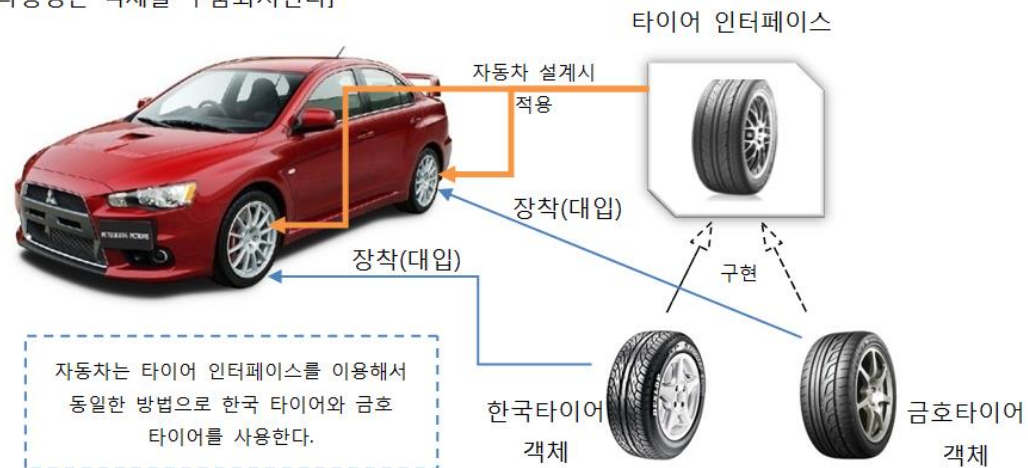 타이어 인터페이스
자동차 설계시
적용
장착(대입)
장착(대입)
구현
자동차는 타이어 인터페이스를 이용해서
동일한 방법으로 한국 타이어와 금호
타이어를 사용한다.
한국타이어
객체
금호타이어
객체